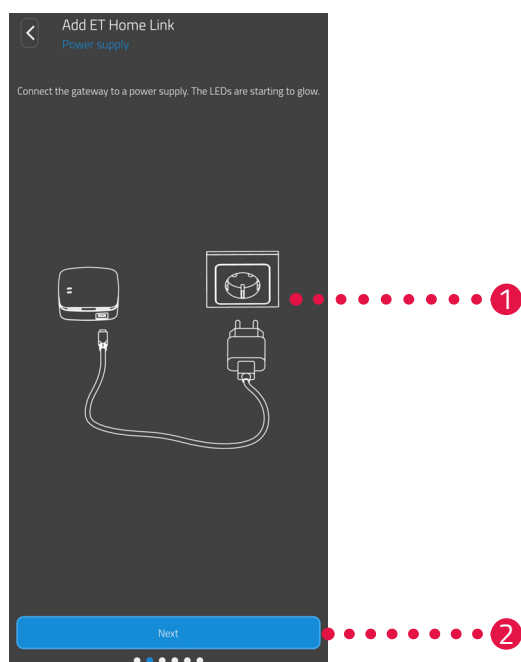 Add ET Home Link
Power supply
Connect the gateway to a power supply. The LEDs are starting to glow.
1
Next
2